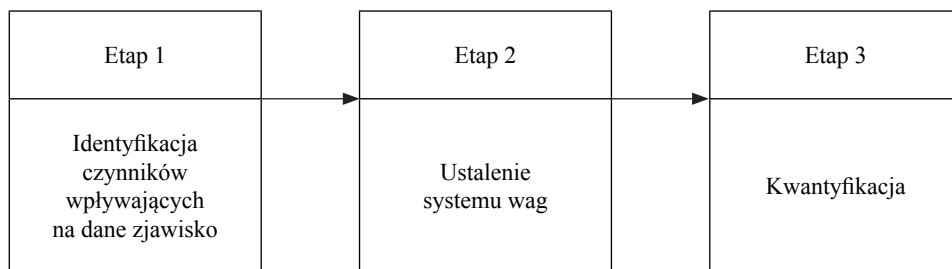 Etap 1
Etap 2
Etap 3
Identyfikacja
czynników
wpływających
na dane zjawisko
Ustalenie
systemu wag
Kwantyfikacja